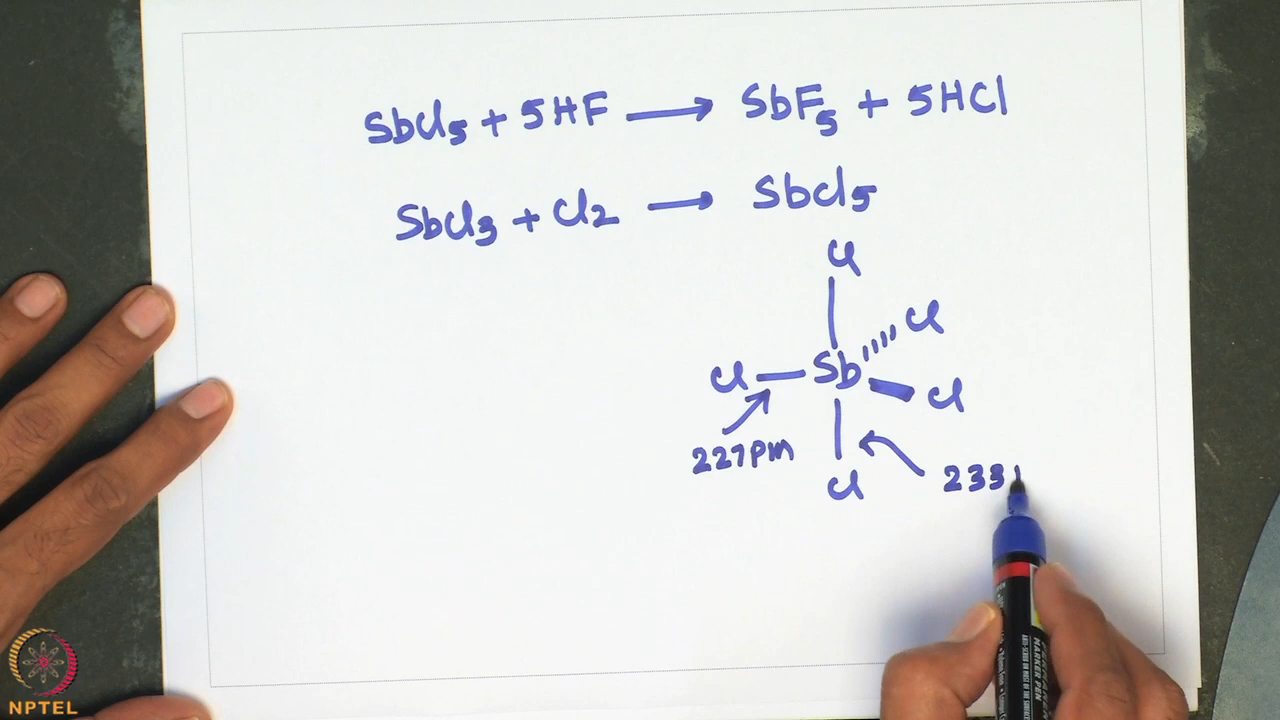 SbCl5 + 5HF → SbF5 + 5HCl
SbCl3 + Cl2 → SbCl5
Cl
Cl
Cl Sb
Cl
227pm
Cl
233
NPTEL